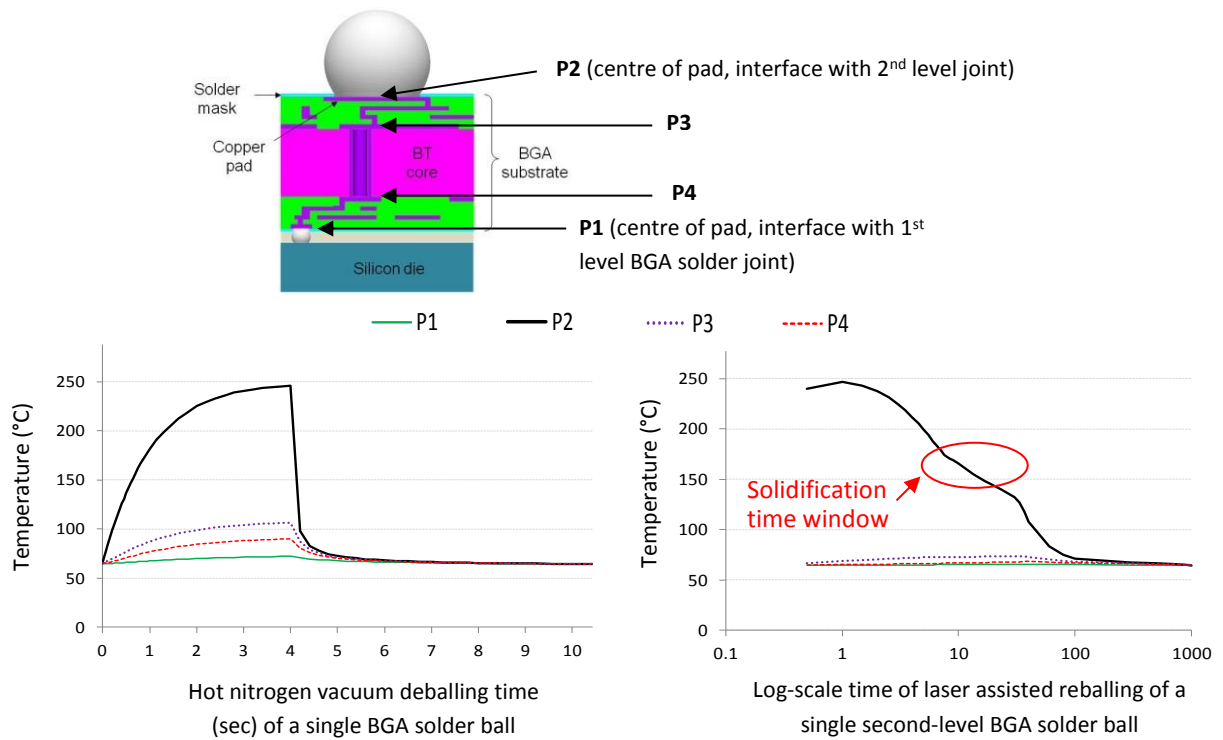 P2 (centre of pad, interface with 2nd level joint)
Solder
mask
P3
Copper
pad
BT
core
BGA
substrate
P4
P1 (centre of pad, interface with 1st
level BGA solder joint)
Silicon die
P1 P2 P3 P4
Temperature (°C)
250
200
150
100
50
0
0 1 2 3 4 5 6 7 8 9 10
Hot nitrogen vacuum deballing time
(sec) of a single BGA solder ball
Temperature (°C)
250
200
150
100
50
0
Solidification
time window
0.1 1 10 100 1000
Log-scale time of laser assisted reballing of a
single second-level BGA solder ball